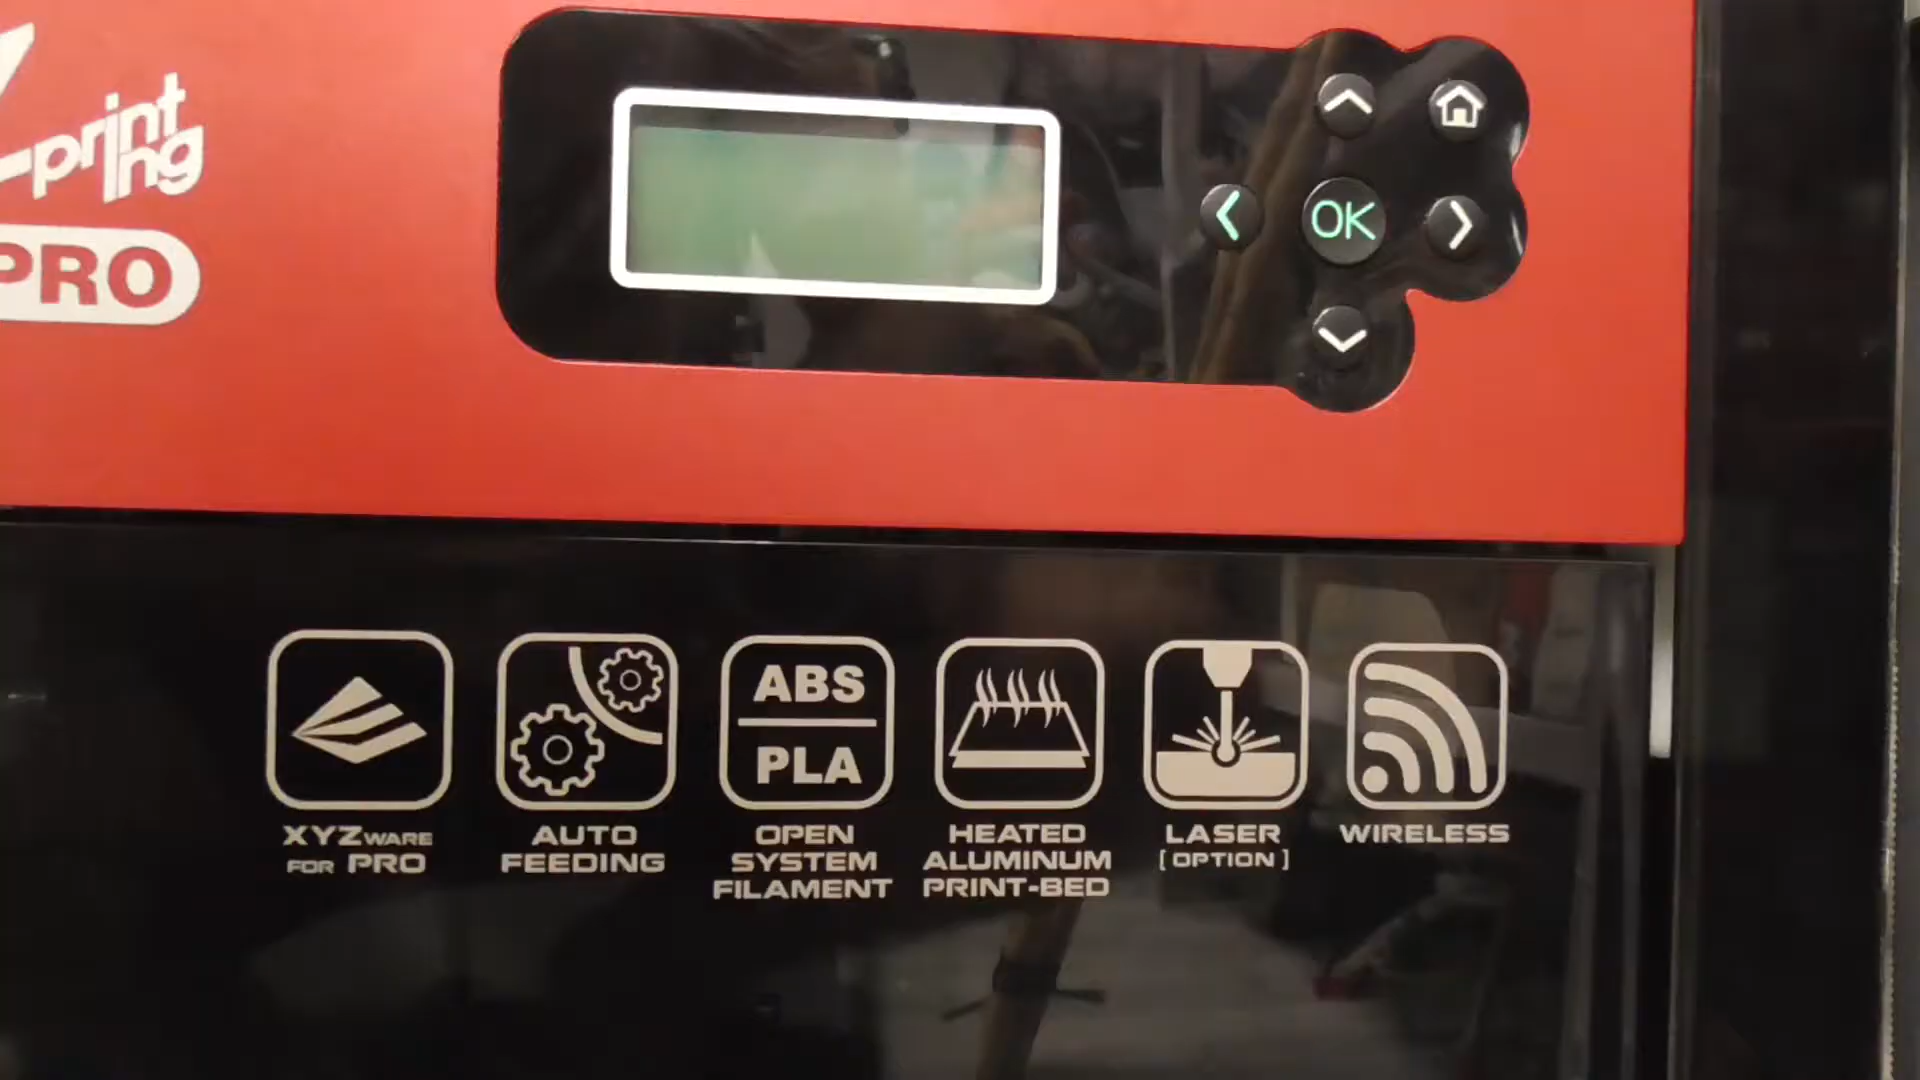 printing
PRO
OK
ABS
PLA
XYZWARE
FOR PRO
AUTO
FEEDING
OPEN
SYSTEM
FILAMENT
HEATED
ALUMINUM
PRINT-BED
LASER
[OPTION]
WIRELESS